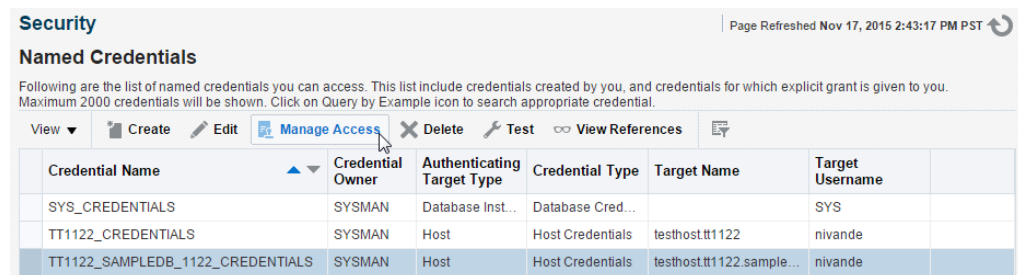 Security
Page Refreshed Nov 17, 2015 2:43:17 PM PST
Named Credentials
Following are the list of named credentials you can access. This list include credentials created by you, and credentials for which explicit grant is given to you.
Maximum 2000 credentials will be shown. Click on Query by Example icon to search appropriate credential.
View Create Edit Manage Access Delete Test View References
Credential Name Credential Owner Authenticating Target Type Credential Type Target Name Target Username
SYS_CREDENTIALS SYSMAN Database Inst... Database Cred... SYS
TT1122_CREDENTIALS SYSMAN Host Host Credentials testhost.tt1122 nivande
TT1122_SAMPLEDB_1122_CREDENTIALS SYSMAN Host Host Credentials testhost.tt1122.sample... nivande